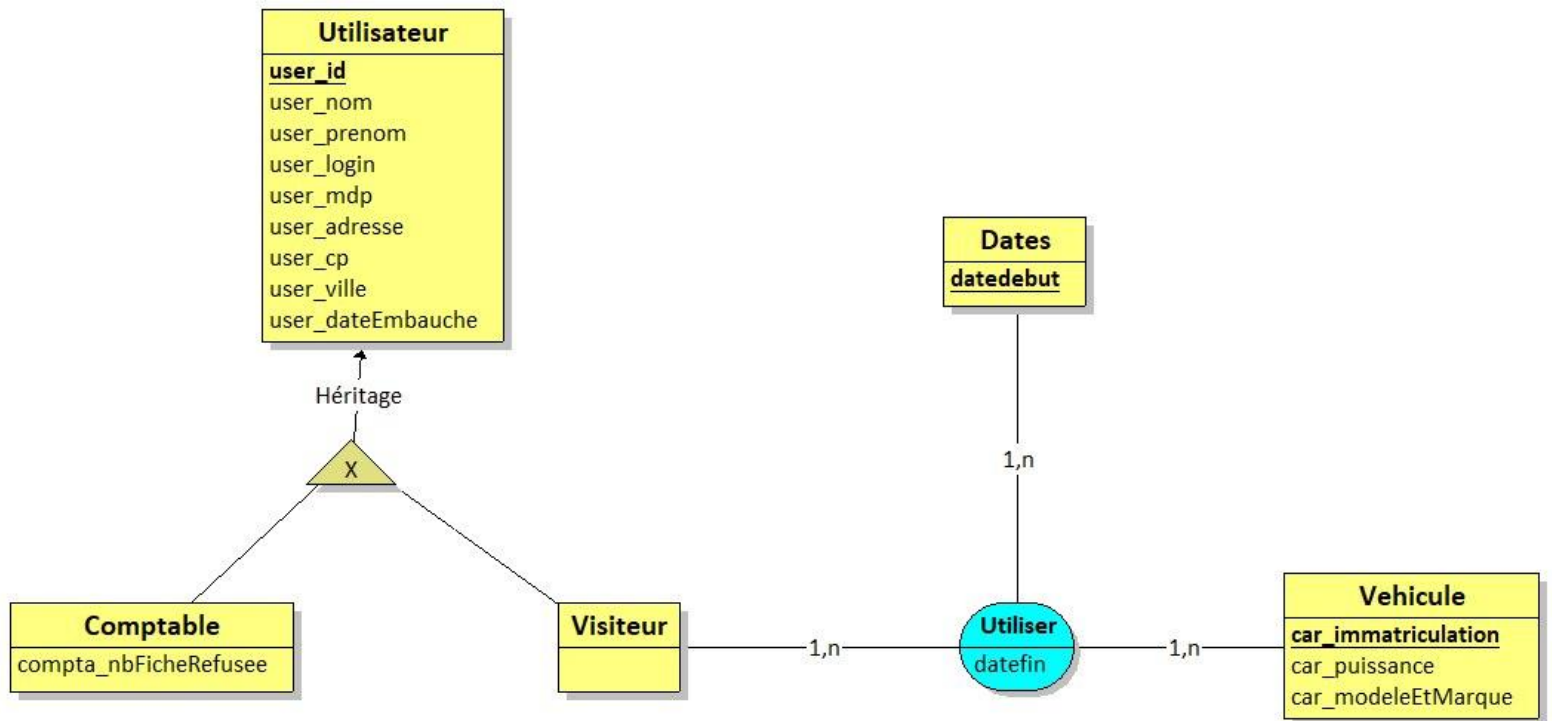 Utilisateur
user_id
user_nom
user_prenom
user_login
user_mdp
user_adresse
user_cp
user_ville
user_dateEmbauche
Héritage
X
Comptable
compta_nbFicheRefusee
Visiteur
1,n
Dates
datedebut
1,n
Utiliser
datefin
1,n
Vehicule
car_immatriculation
car_puissance
car_modeleEtMarque